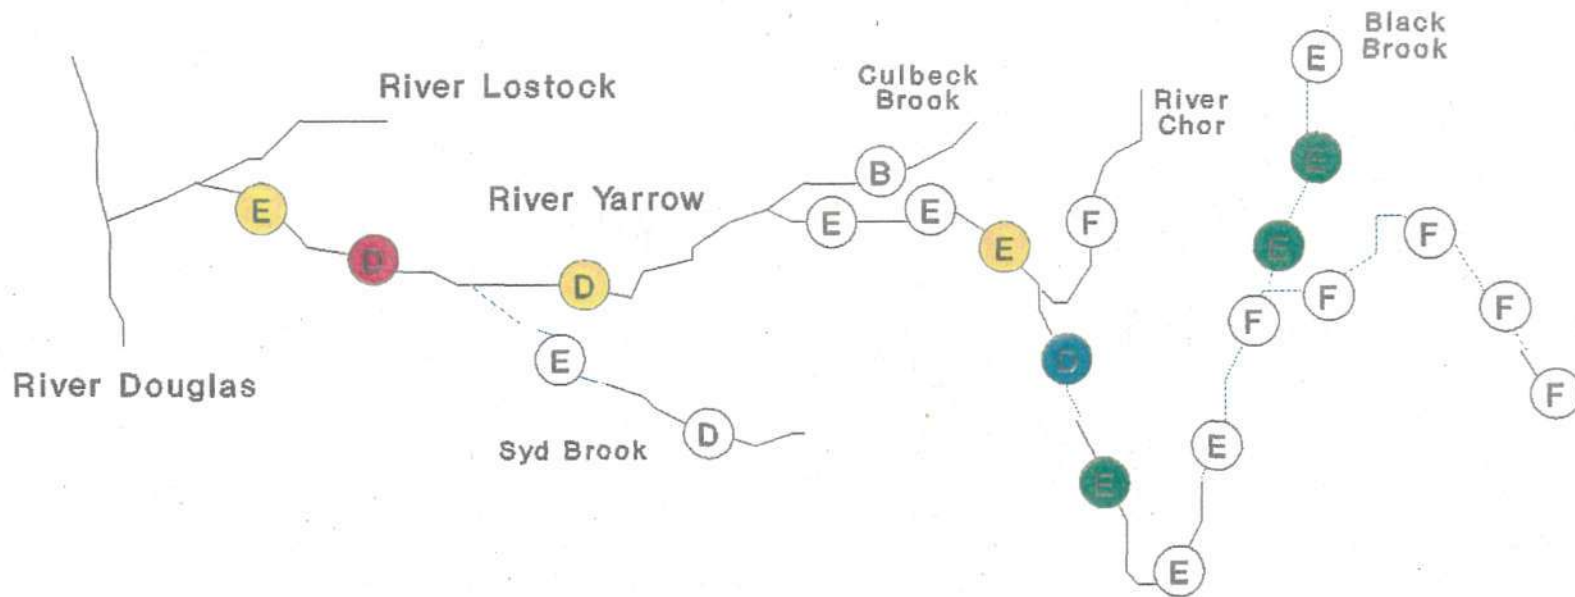 Black
Brook
E
River Lostock
Culbeck
Brook
River
Chor
E
B
River Yarrow
E
E
E
F
E
E
F
D
D
F
F
F
E
D
River Douglas
F
Syd Brook
D
E
E
E